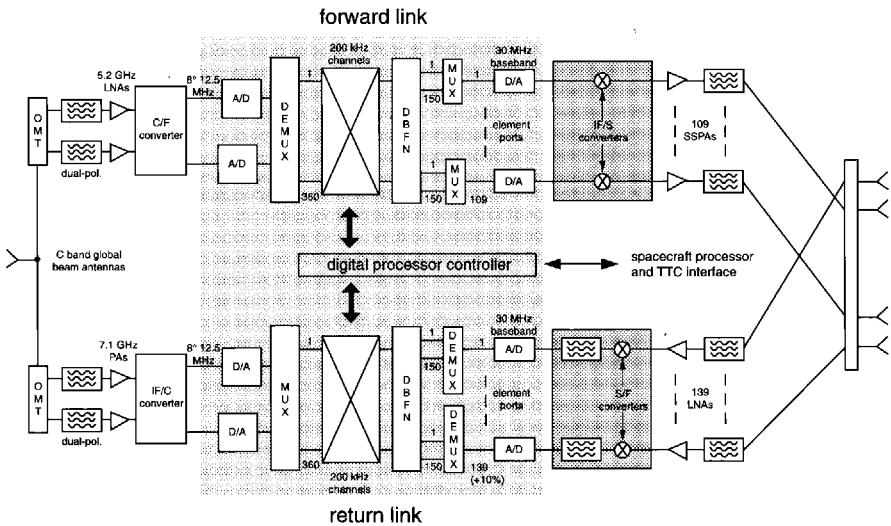 forward link
200 kHz
channels
5.2 GHz
LNAs
8° 12.5
MHz
30 MHz
baseband
OMT
C/F
converter
A/D
A/D
DEMUX
1
360
DBFN
1
150
MUX
1
1
150
MUX
109
D/A
D/A
element
ports
IF/S
converters
109
SSPAs
dual-pol.
C band global
beam antennas
digital processor controller
spacecraft processor
and TTC interface
7.1 GHz
PAs
8° 12.5
MHz
30 MHz
baseband
OMT
IF/C
converter
D/A
D/A
MUX
1
360
DBFN
1
150
DEMUX
1
1
150
DEMUX
139
(+10%)
A/D
A/D
element
ports
S/F
converters
139
LNAs
dual-pol.
200 kHz
channels
return link